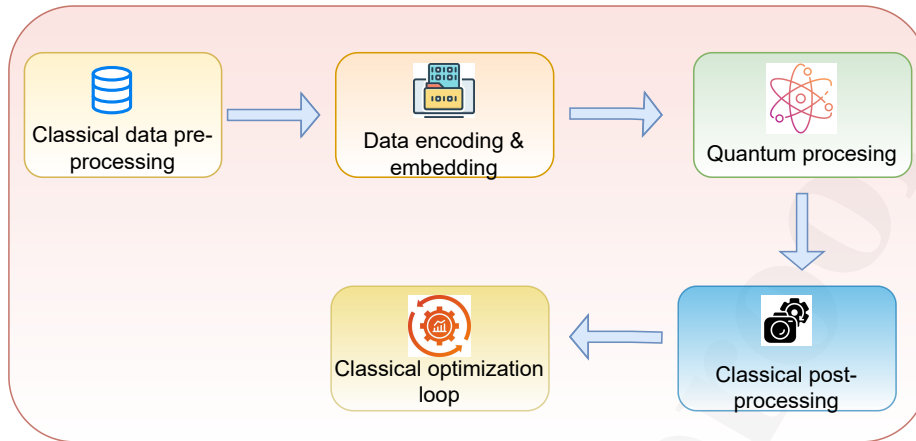 Classical data pre-
processing
Data encoding &
embedding
Quantum procesing
Classical optimization
loop
Classical post-
processing